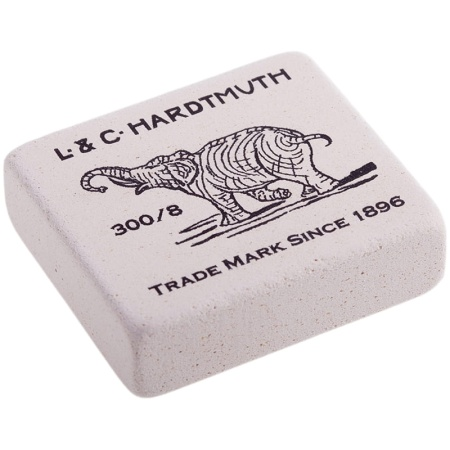 L. & C. HARDTMUTH
300/8
TRADE MARK SINCE 1896